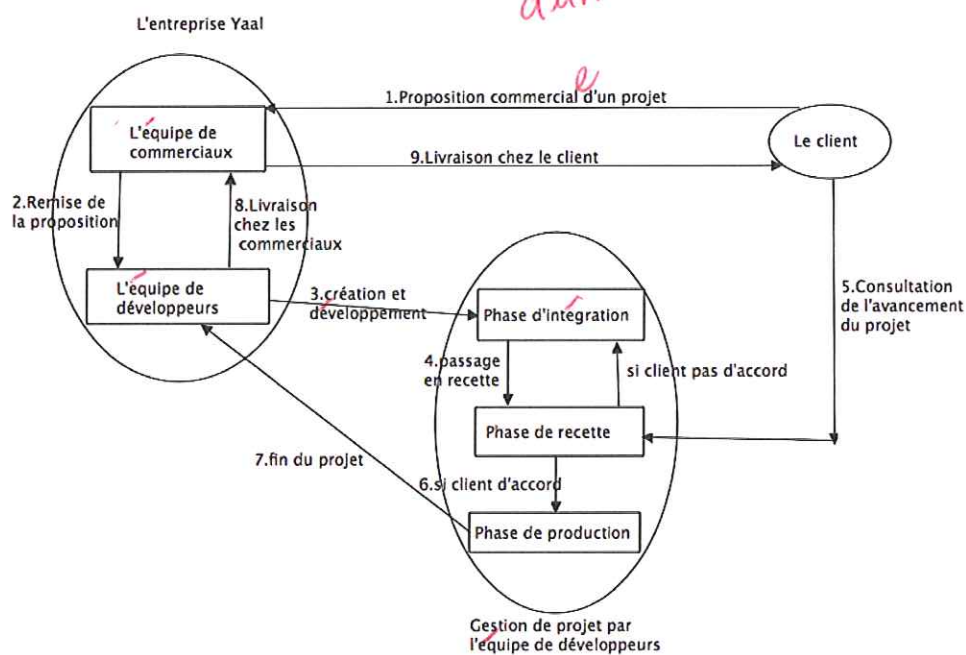 L'entreprise Yaal
1.Proposition commercial d'un projet
e
L'équipe de
commerciaux
Le client
9.Livraison chez le client
2.Remise de
la proposition
8.Livraison
chez les
commerciaux
L'équipe de
développeurs
3.création et
développement
Phase d'intégration
5.Consultation
de l'avancement
du projet
4.passage
en recette
si client pas d'accord
Phase de recette
7.fin du projet
6.si client d'accord
Phase de production
Gestion de projet par
l'équipe de développeurs